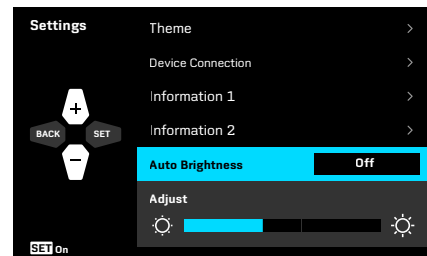 Settings
Theme
Device Connection
Information 1
+
Information 2
BACK SET
Auto Brightness Off
−
Adjust
SET On